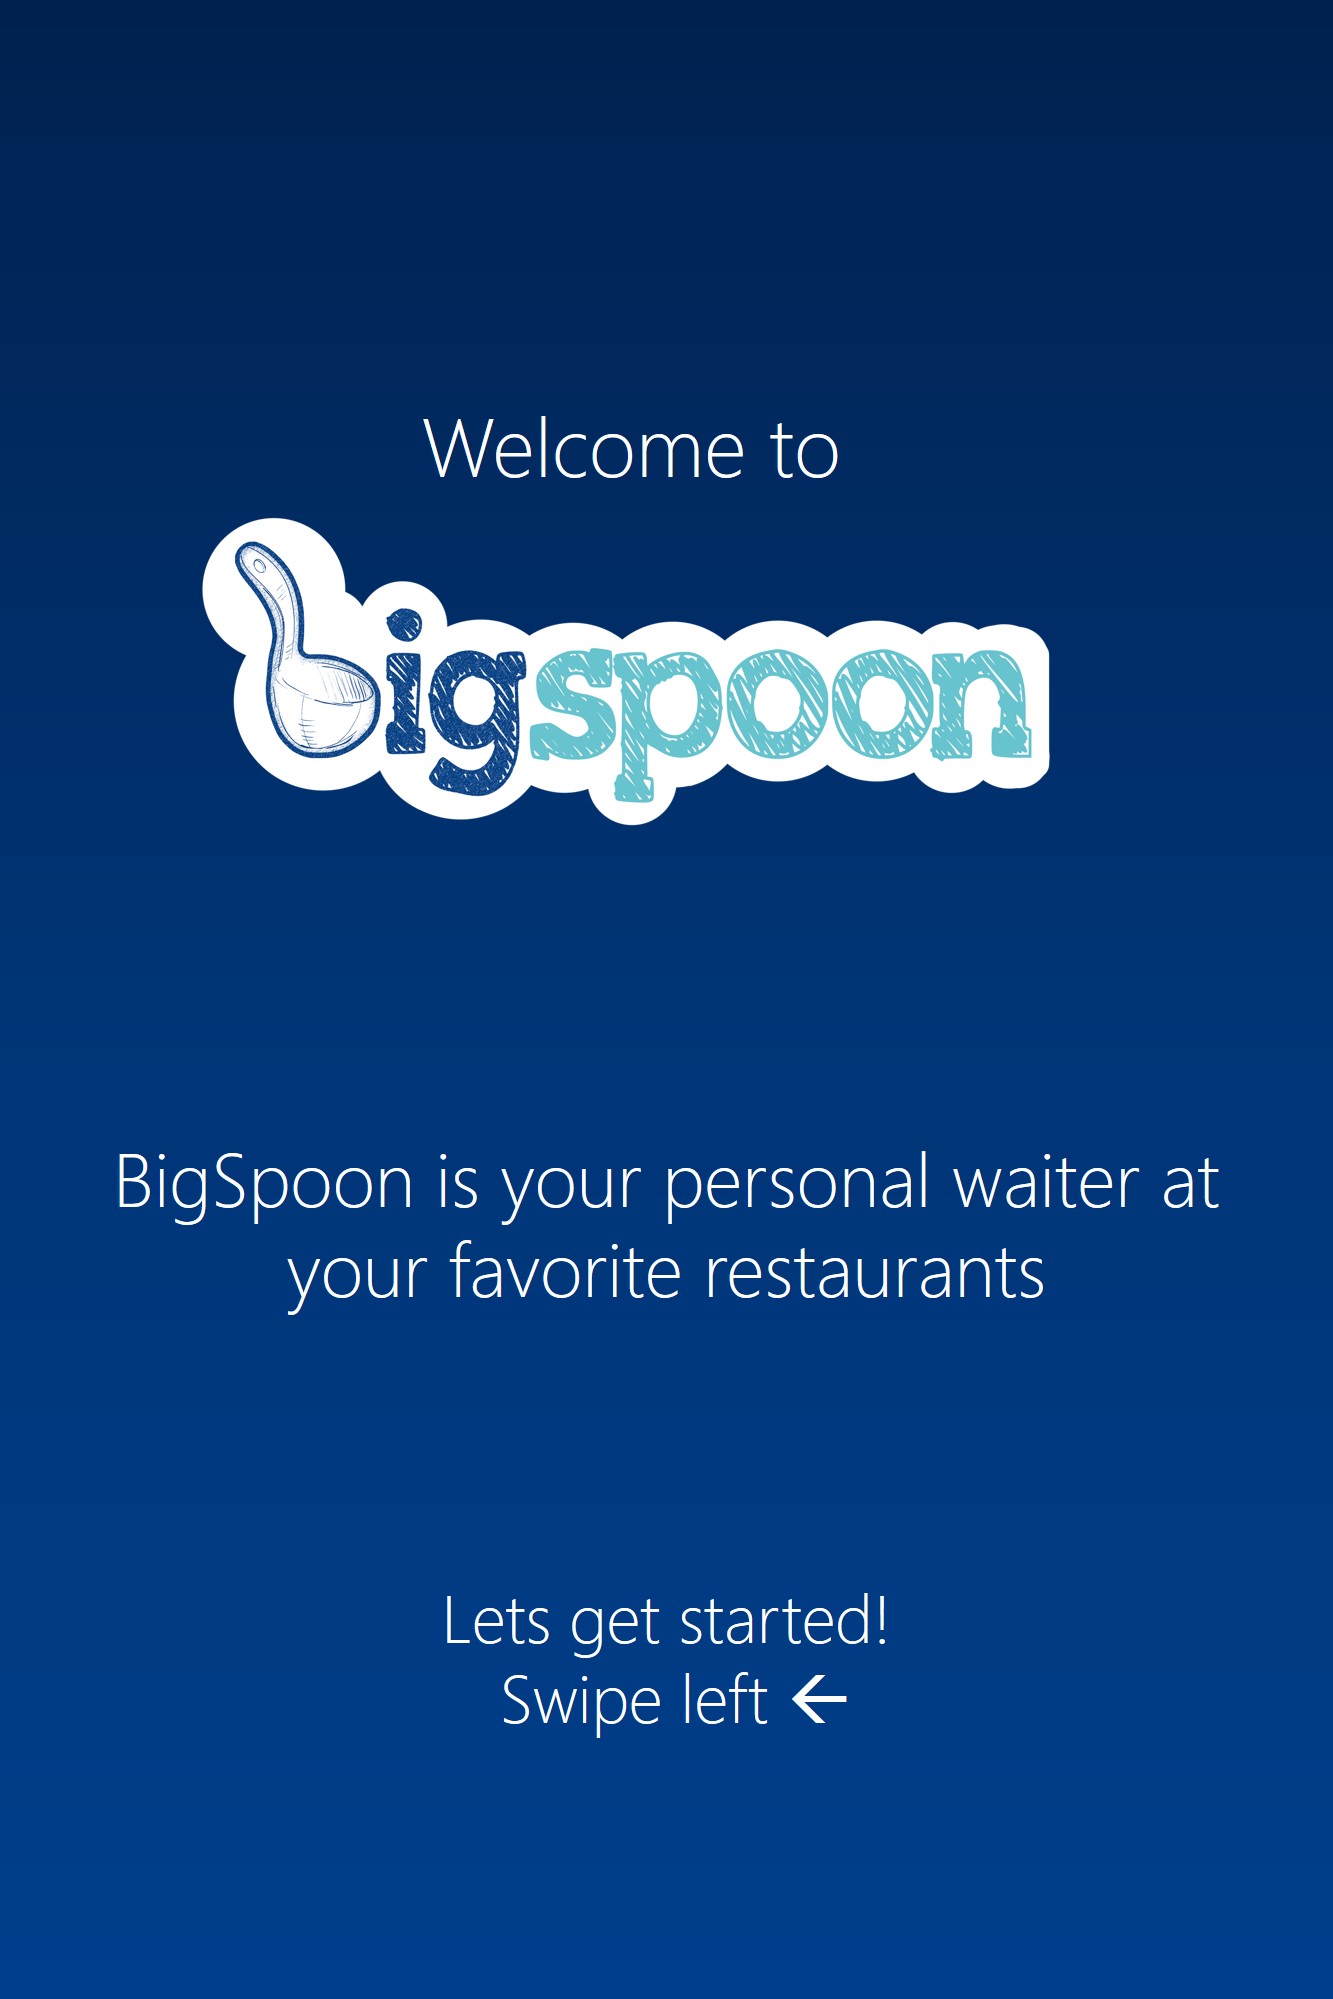 Welcome to
bigspoon
BigSpoon is your personal waiter at
your favorite restaurants
Lets get started!
Swipe left ←